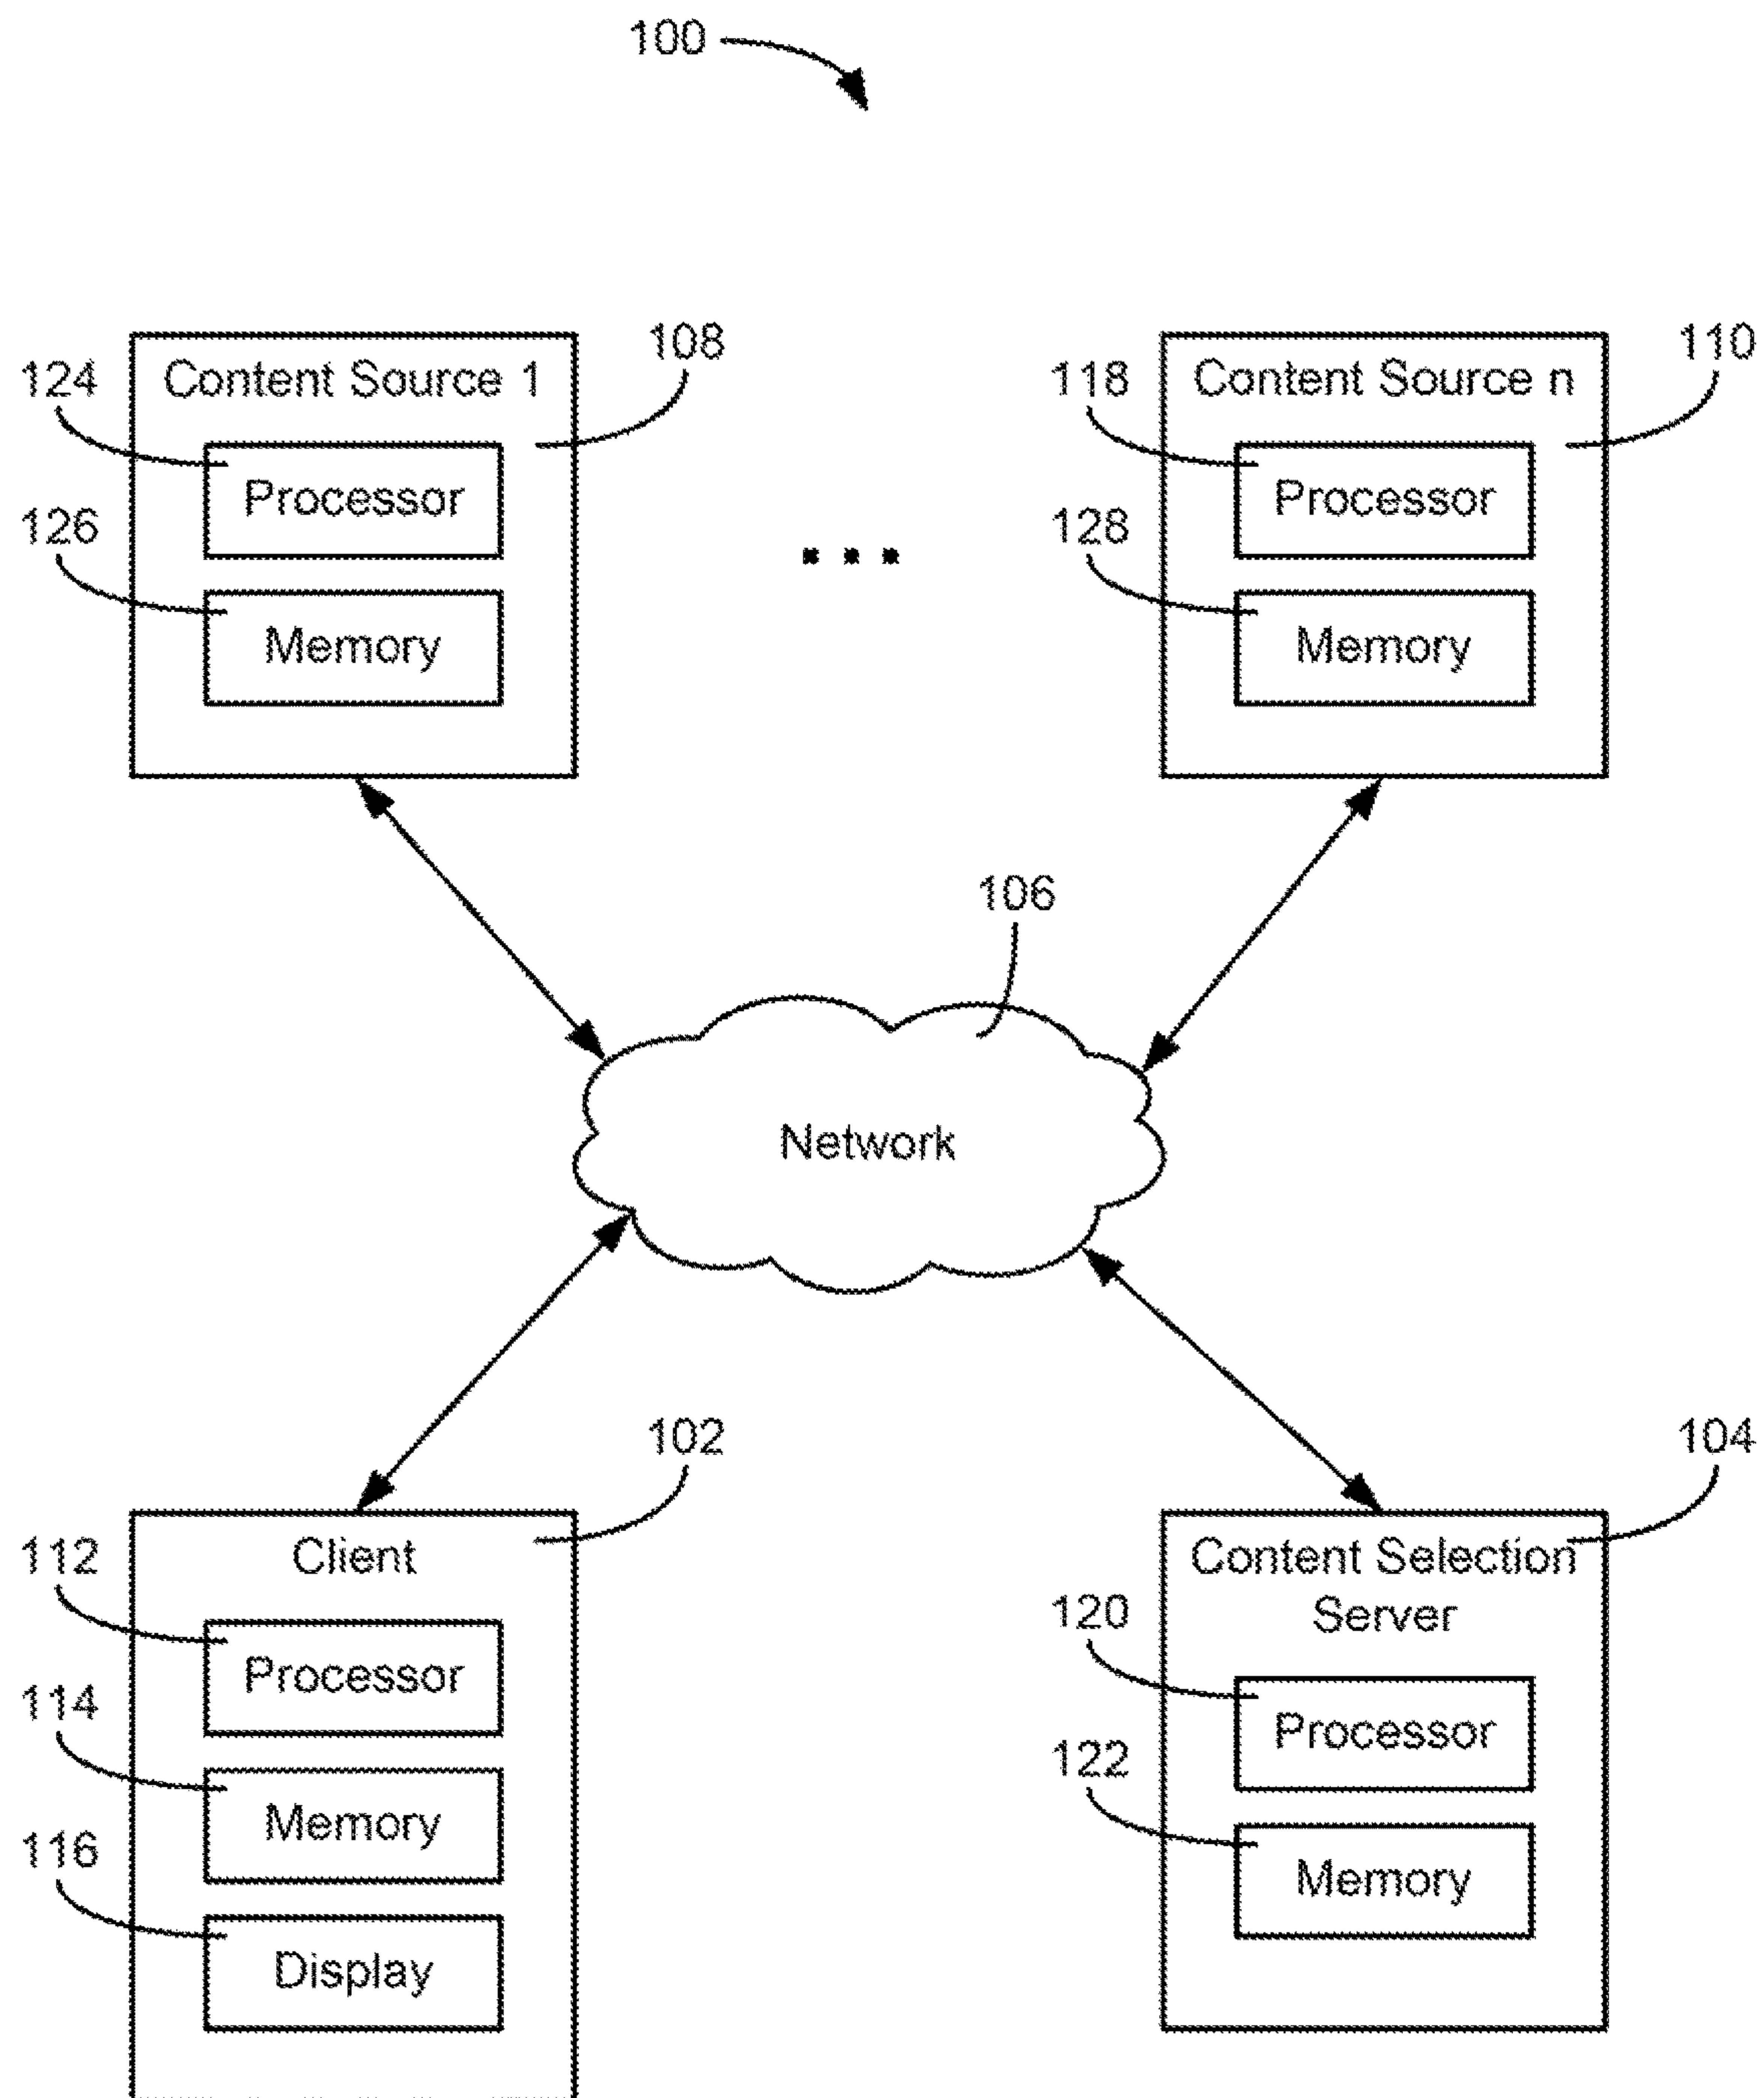 100
108
110
124
Content Source 1
118
Content Source n
Processor
Processor
126
128
Memory
Memory
106
Network
102
104
112
Client
Content Selection
Server
120
Processor
114
Processor
122
Memory
116
Memory
Display